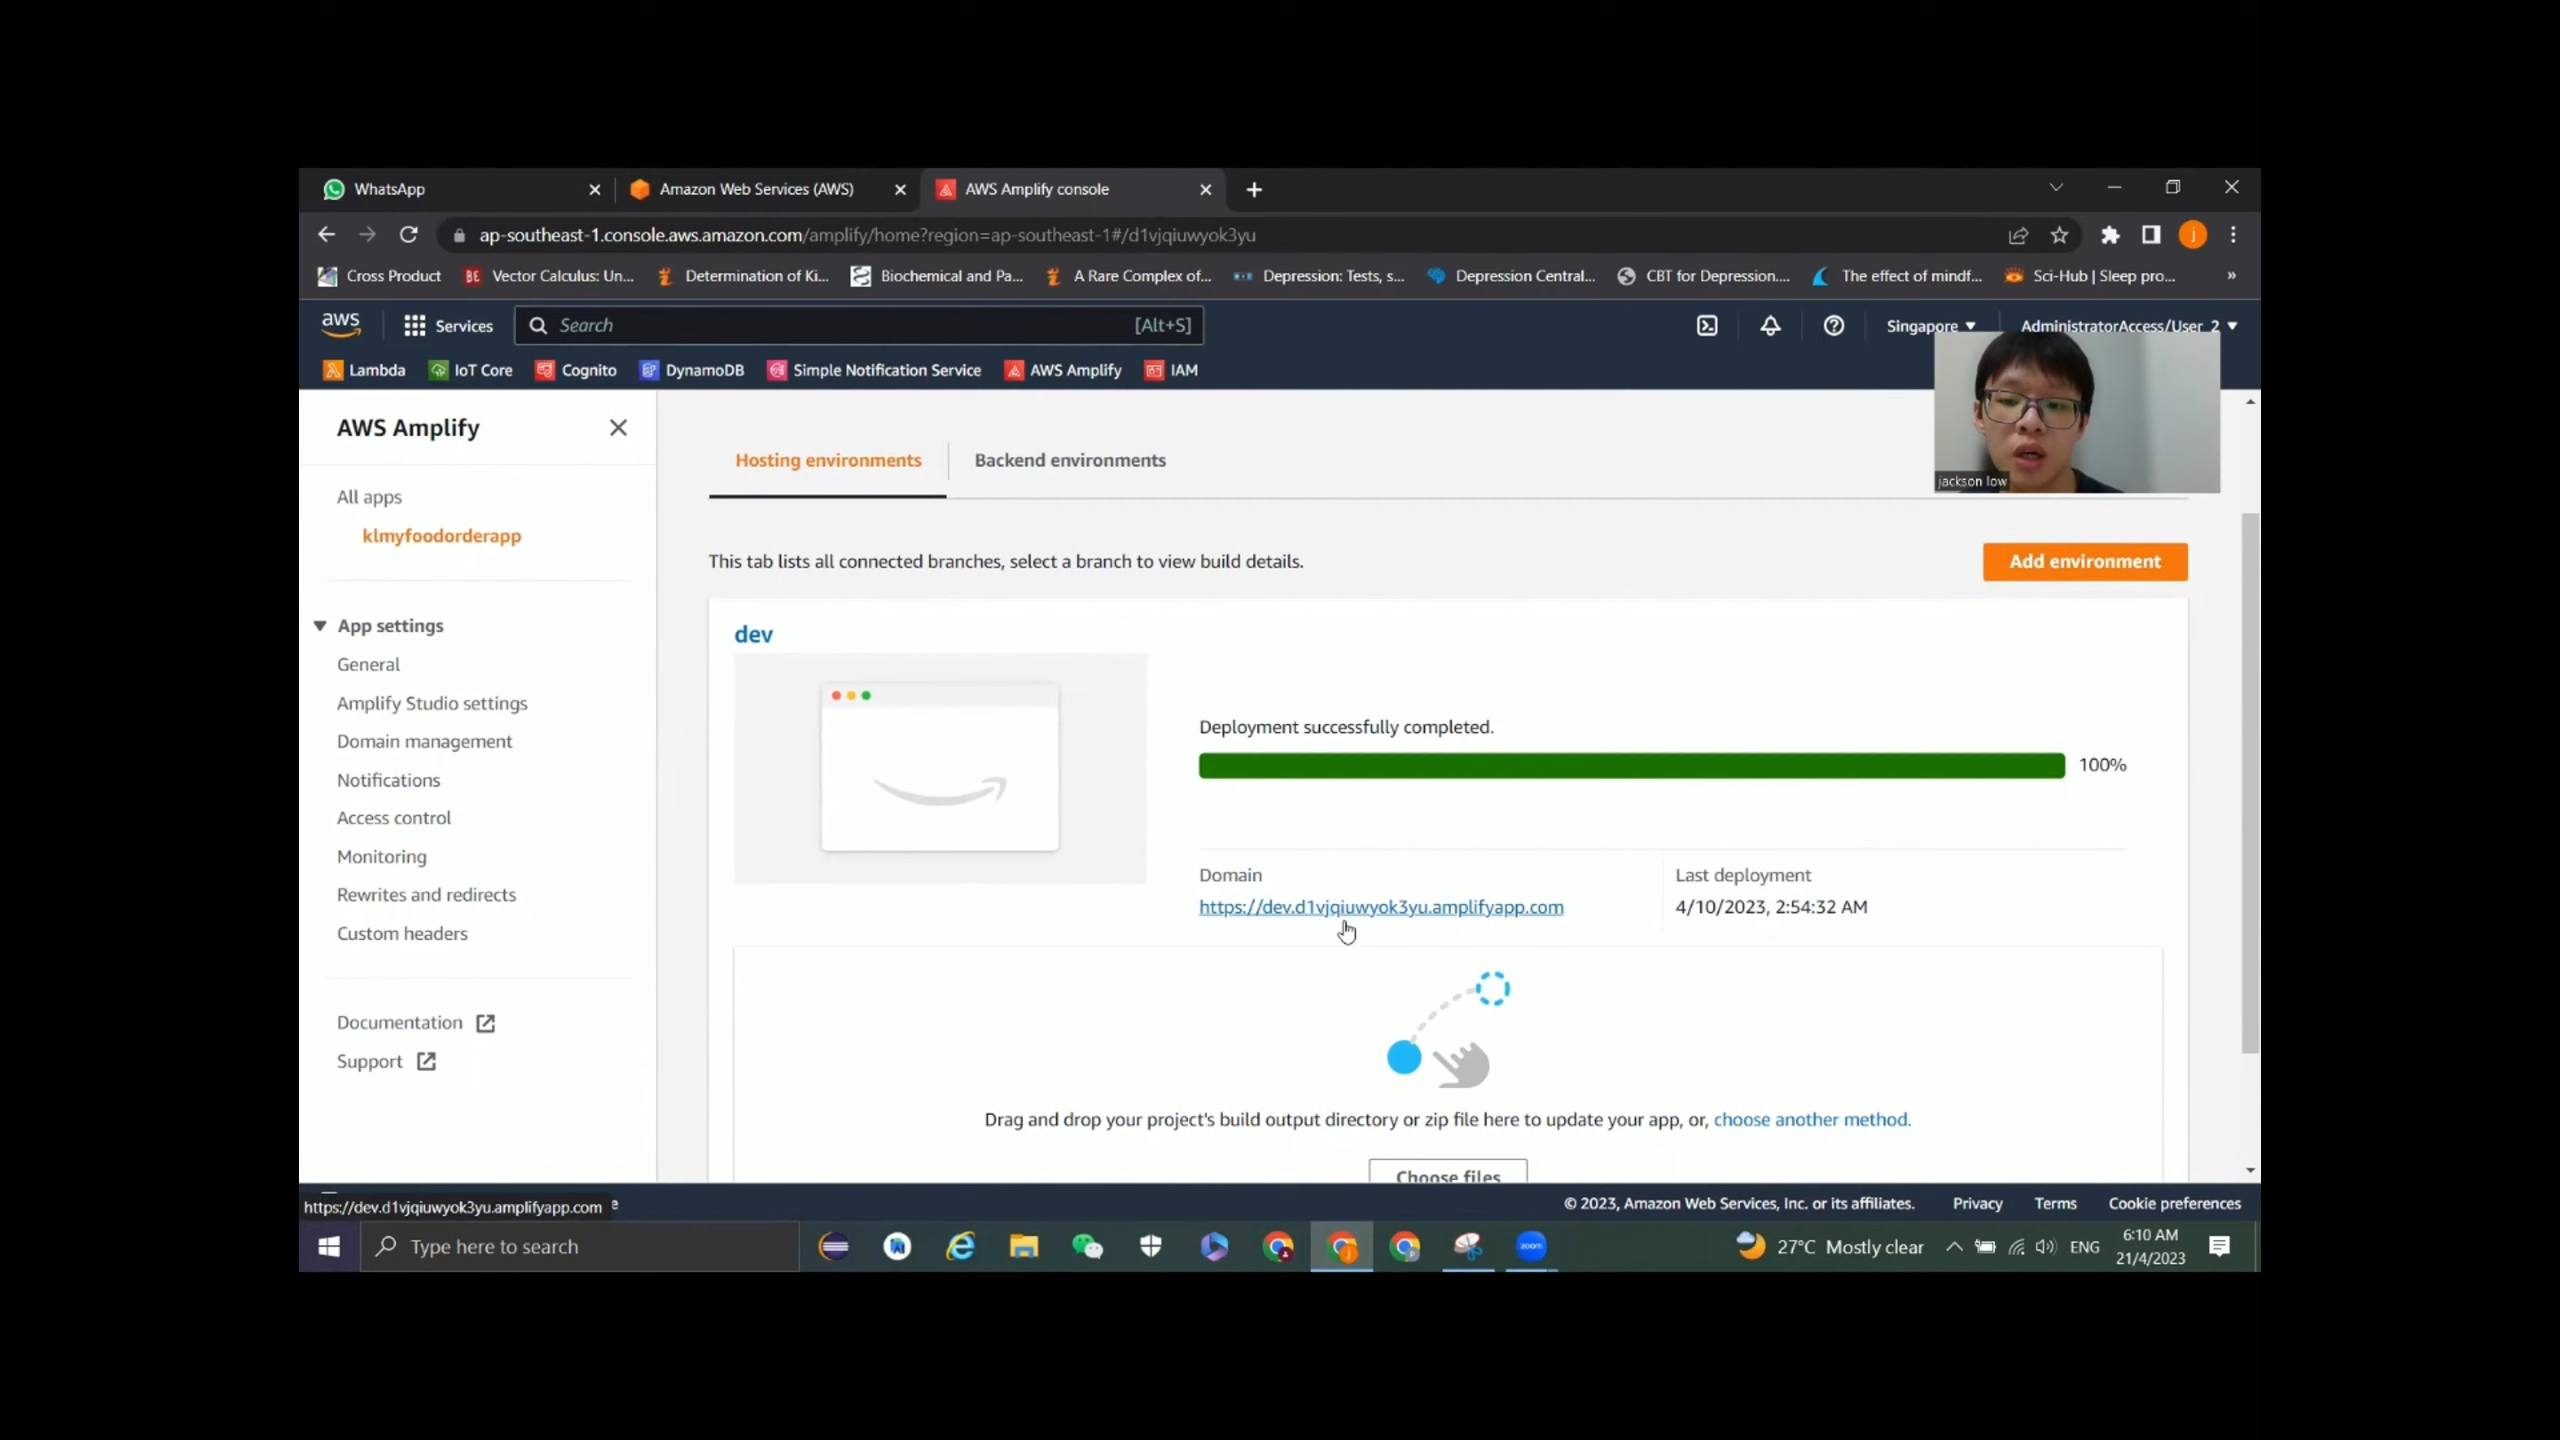 WhatsApp
Amazon Web Services (AWS)
AWS Amplify console
ap-southeast-1.console.aws.amazon.com/amplify/home?region=ap-southeast-1#/d1vjqiuwyok3yu
j
Cross Product
BE Vector Calculus: Un...
Determination of Ki...
Biochemical and Pa...
A Rare Complex of...
Depression: Tests, s...
Depression Central...
CBT for Depression....
The effect of mindf...
Sci-Hub | Sleep pro...
»
aws
Services
Search
[Alt+S]
Singapore
AdministratorAccess/User_2
Lambda
IoT Core
Cognito
DynamoDB
Simple Notification Service
AWS Amplify
IAM
jackson low
AWS Amplify
All apps
klmyfoodorderapp
App settings
General
Amplify Studio settings
Domain management
Notifications
Access control
Monitoring
Rewrites and redirects
Custom headers
Documentation
Support
Hosting environments
Backend environments
This tab lists all connected branches, select a branch to view build details.
Add environment
dev
Deployment successfully completed.
100%
Domain
https://dev.d1vjqiuwyok3yu.amplifyapp.com
Last deployment
4/10/2023, 2:54:32 AM
Drag and drop your project's build output directory or zip file here to update your app, or, choose another method.
Choose files
https://dev.d1vjqiuwyok3yu.amplifyapp.com
© 2023, Amazon Web Services, Inc. or its affiliates.
Privacy
Terms
Cookie preferences
Type here to search
zoom
27°C Mostly clear
ENG
6:10 AM
21/4/2023